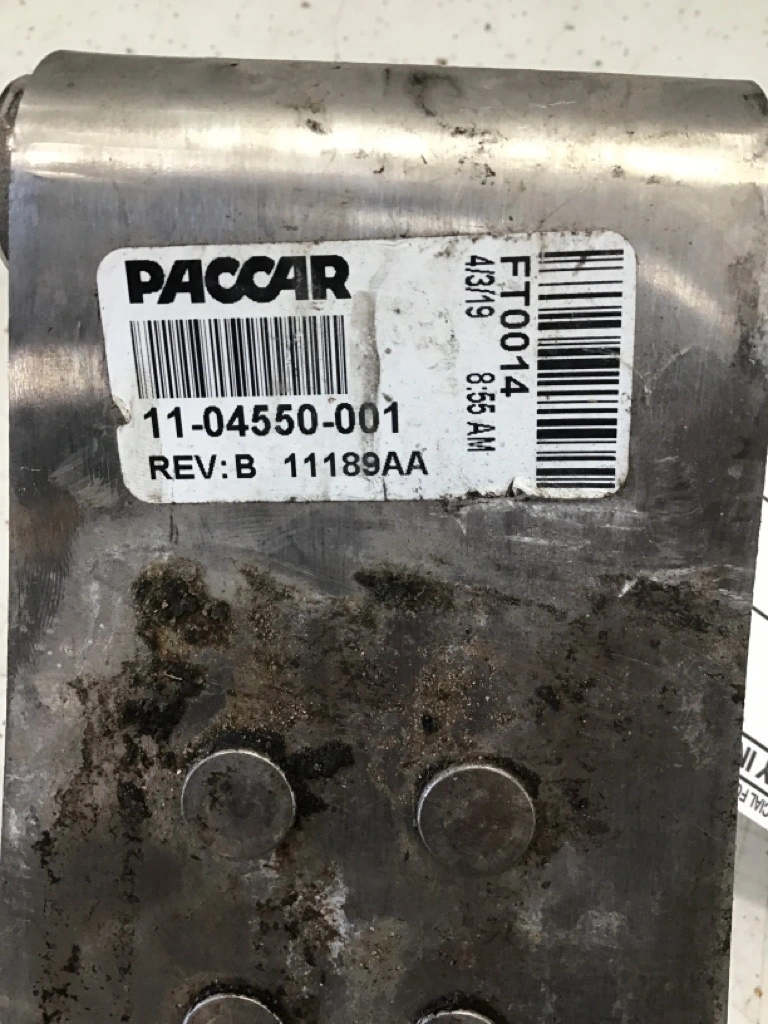 PACCAR
11-04550-001
REV: B 11189AA
FT0014
4/3/19 8:55 AM